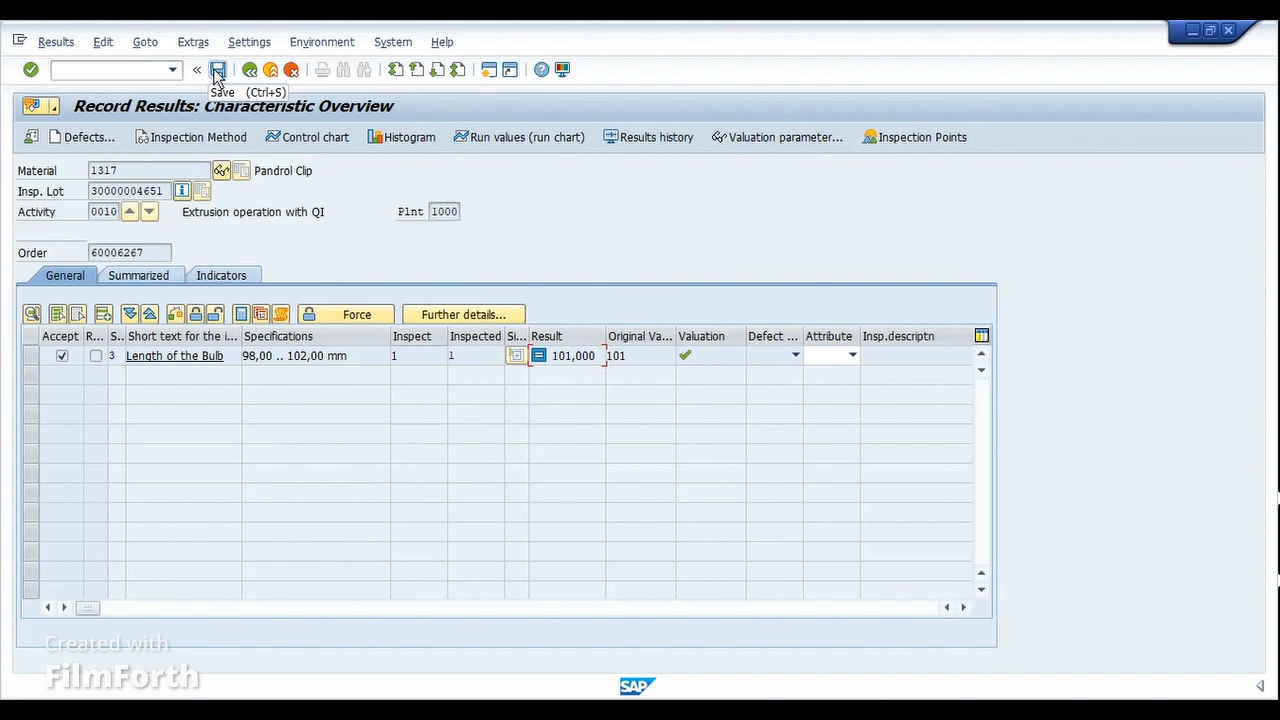 Results Edit Goto Extras Settings Environment System Help
«
Save (Ctrl+S)
Record Results: Characteristic Overview
Defects... Inspection Method Control chart Histogram Run values (run chart) Results history Valuation parameter... Inspection Points
Material 1317 Pandrol Clip
Insp. Lot 30000004651
Activity 0010 Extrusion operation with QI Plnt 1000
Order 60006267
General Summarized Indicators
Force Further details...
Accept R... S.. Short text for the i... Specifications Inspect Inspected Si... Result Original Va... Valuation Defect ... Attribute Insp.descriptn
3 Length of the Bulb 98,00 .. 102,00 mm 1 1 101,000 101
Created with
FilmForth
SAP